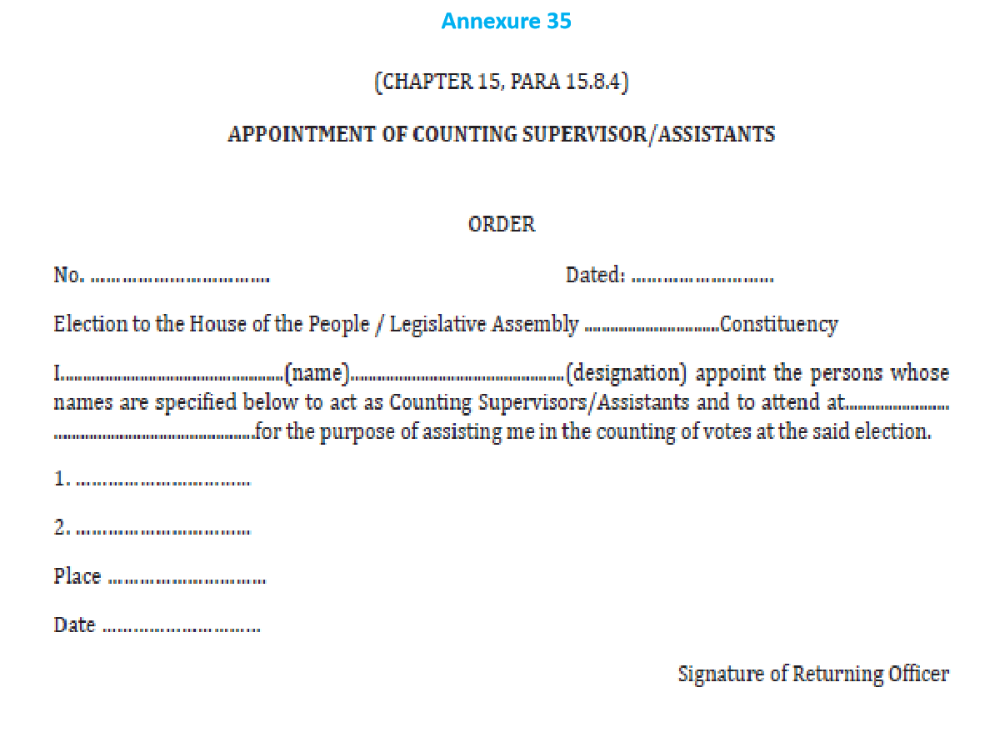 Annexure 35
(CHAPTER 15, PARA 15.8.4)
APPOINTMENT OF COUNTING SUPERVISOR/ASSISTANTS
ORDER
No. .................................. Dated: ...........................
Election to the House of the People / Legislative Assembly ................................Constituency
I.....................................................(name)...................................................(designation) appoint the persons whose
names are specified below to act as Counting Supervisors/Assistants and to attend at.........................
................................................for the purpose of assisting me in the counting of votes at the said election.
1. .................................
2. .................................
Place ..............................
Date ..............................
Signature of Returning Officer